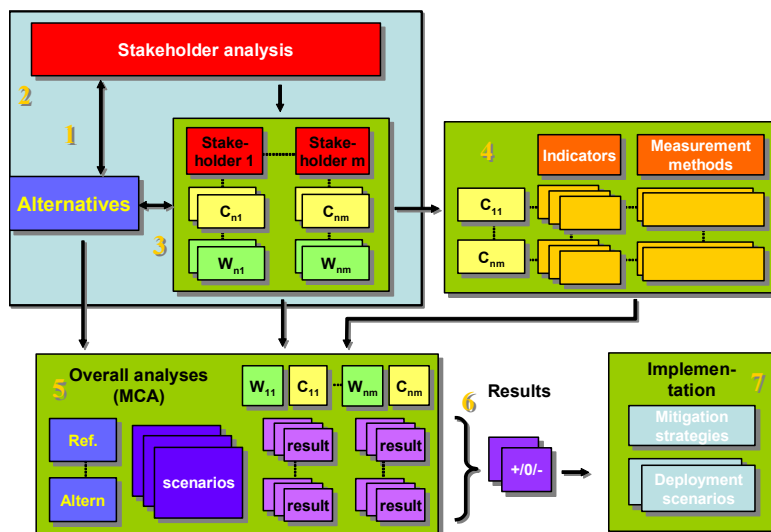 Stakeholder analysis
2
1
Stake-
holder 1
Stake-
holder m
4
Indicators
Measurement
methods
Alternatives
3
Cn1
Cnm
C11
Wn1
Wnm
Cnm
5
Overall analyses
(MCA)
W11
C11
Wnm
Cnm
6
Results
Implemen-
tation
7
Ref.
Altern
scenarios
result
result
result
result
+/0/-
Mitigation
strategies
Deployment
scenarios